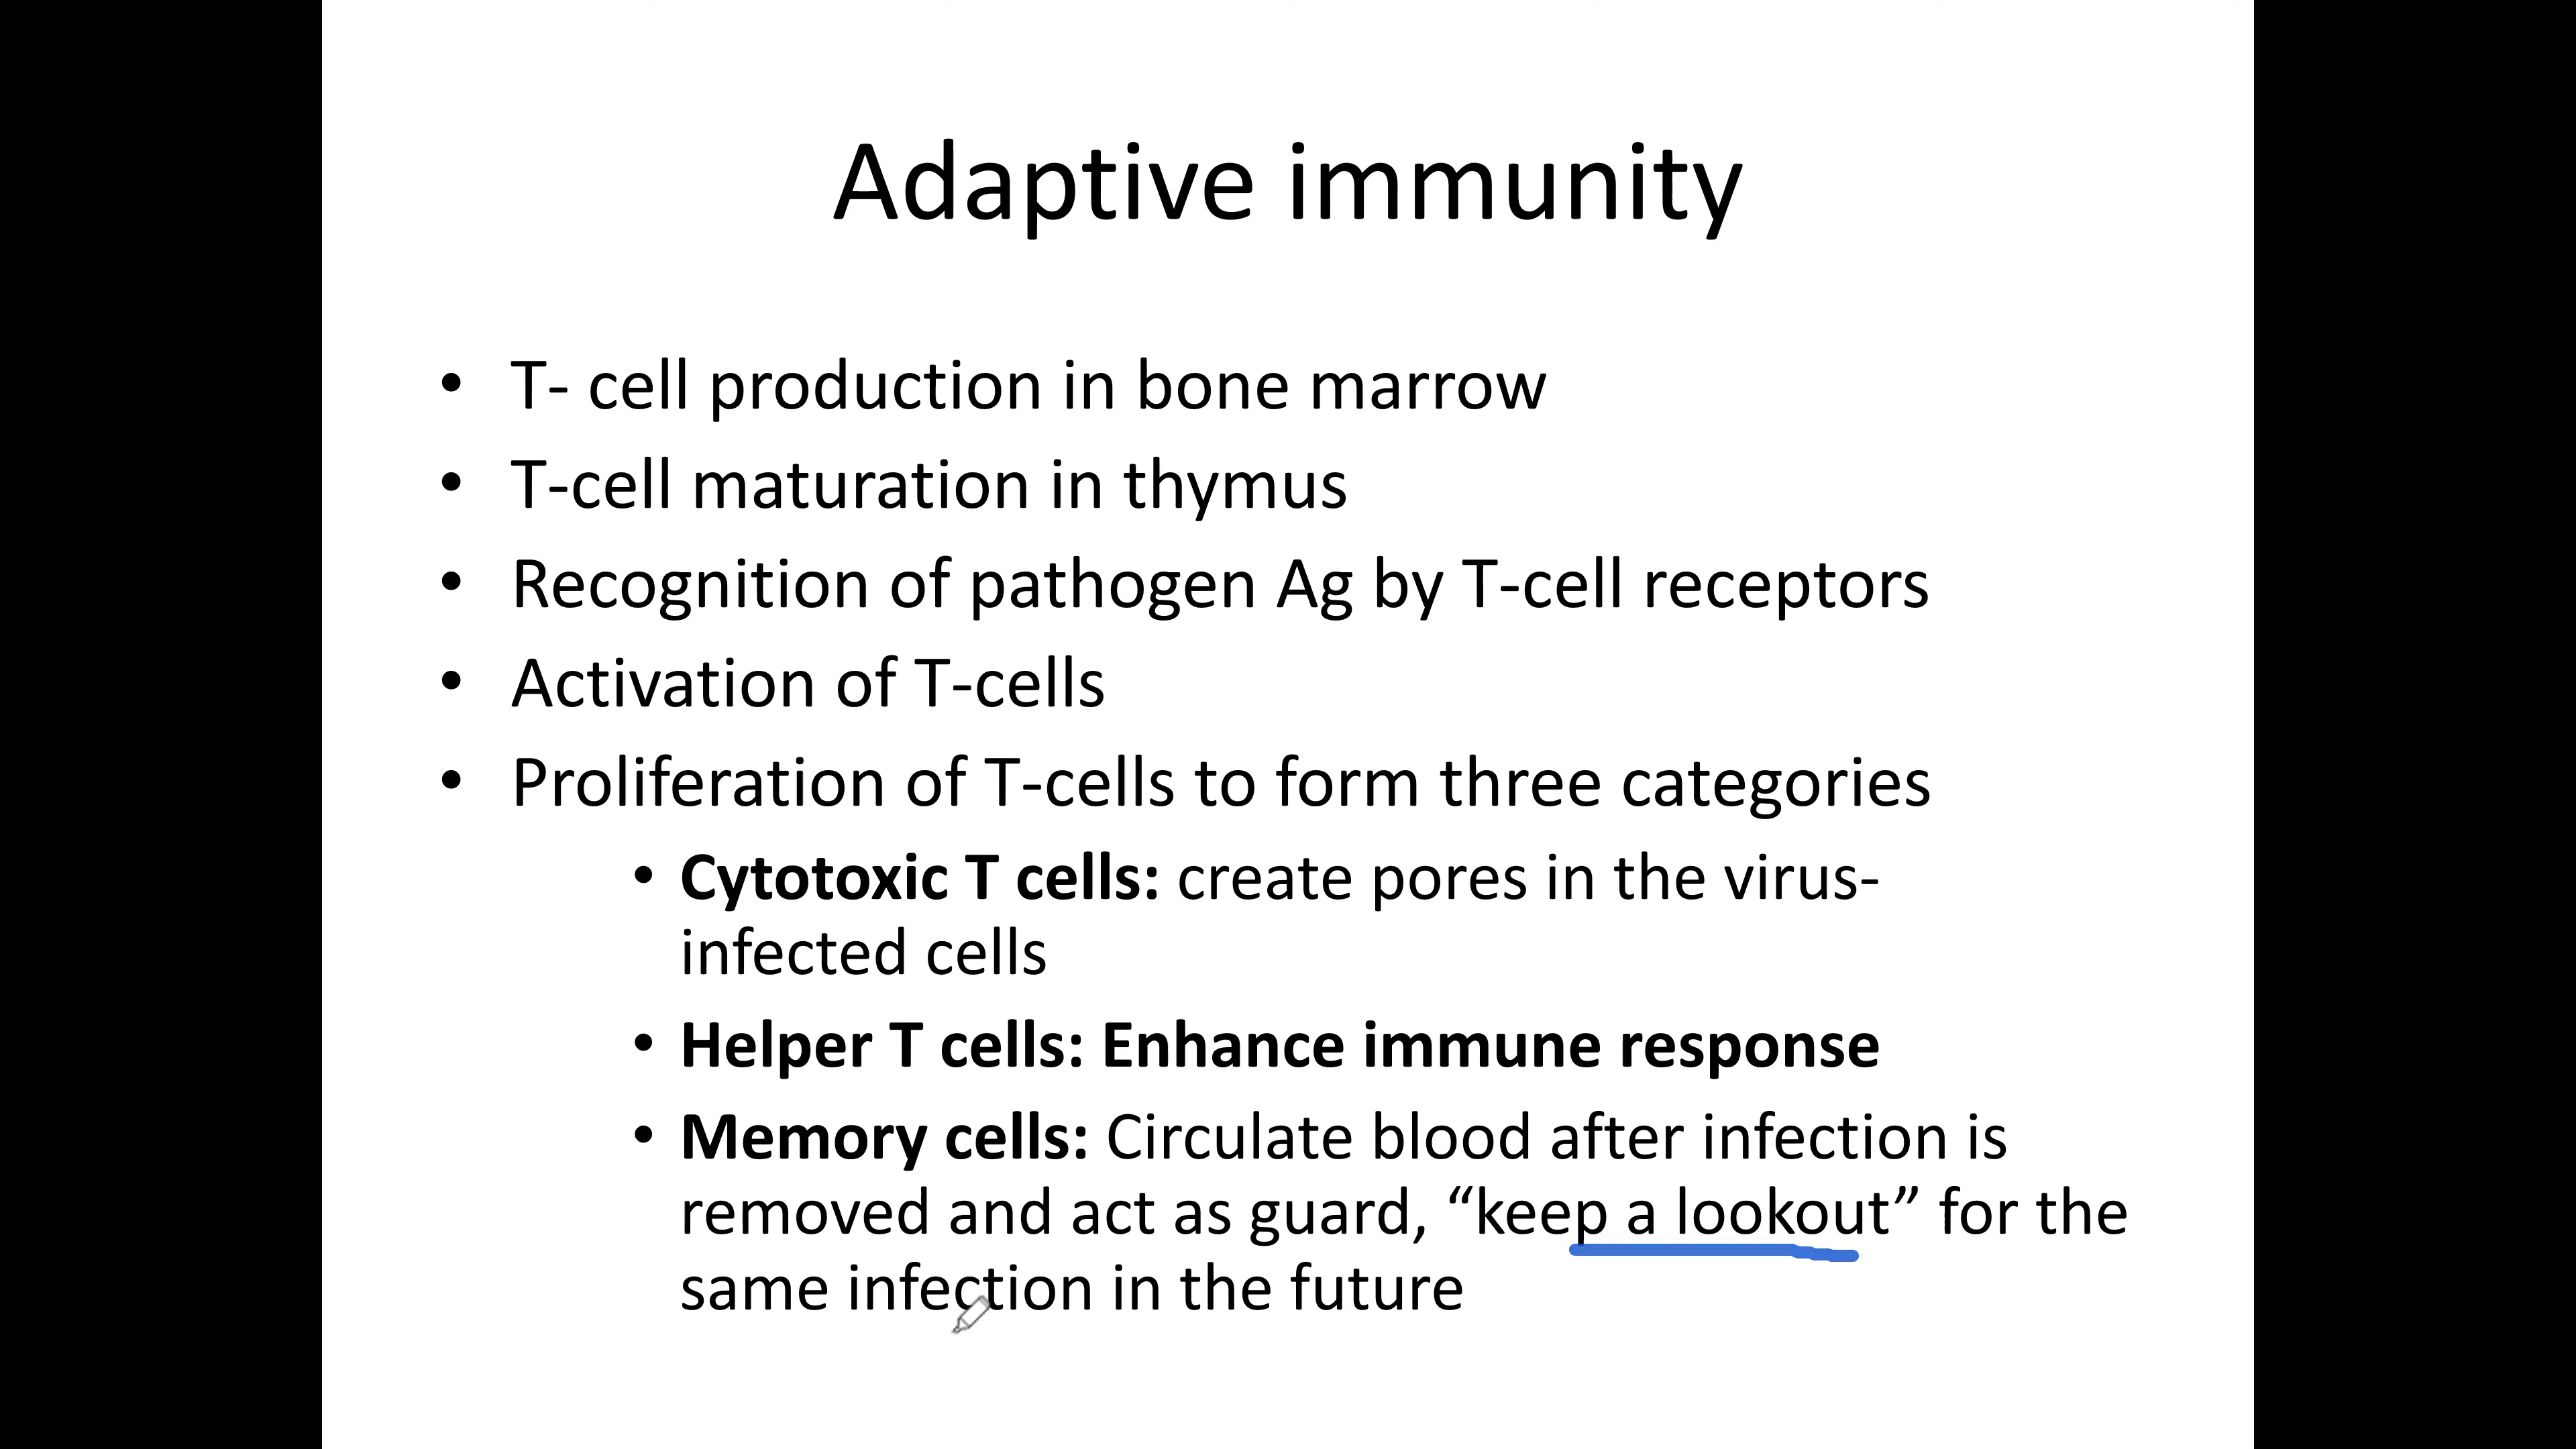 Adaptive immunity
• T- cell production in bone marrow
• T-cell maturation in thymus
• Recognition of pathogen Ag by T-cell receptors
• Activation of T-cells
• Proliferation of T-cells to form three categories
• Cytotoxic T cells: create pores in the virus-
infected cells
• Helper T cells: Enhance immune response
• Memory cells: Circulate blood after infection is
removed and act as guard, “keep a lookout” for the
same infection in the future